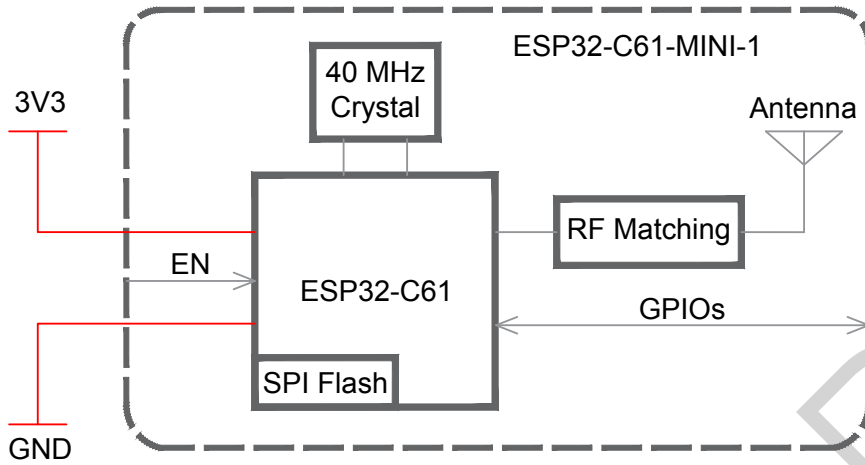 ESP32-C61-MINI-1
40 MHz
Crystal
3V3
Antenna
RF Matching
EN
ESP32-C61
GPIOs
SPI Flash
GND